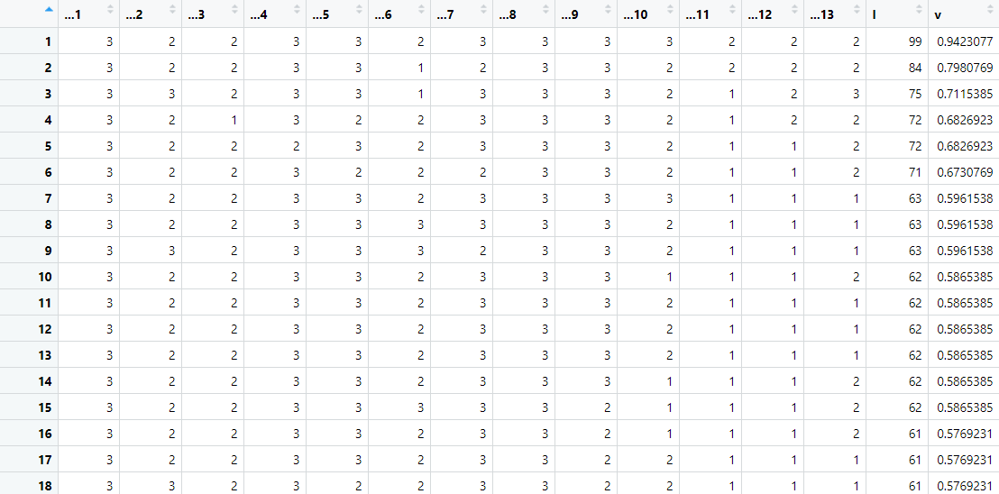 ...1 ...2 ...3 ...4 ...5 ...6 ...7 ...8 ...9 ...10 ...11 ...12 ...13 l v
1 3 2 2 3 3 2 3 3 3 3 2 2 2 99 0.9423077
2 3 2 2 3 3 1 2 3 3 2 2 2 2 84 0.7980769
3 3 3 2 3 3 1 3 3 3 2 1 2 3 75 0.7115385
4 3 2 1 3 2 2 3 3 3 2 1 2 2 72 0.6826923
5 3 2 2 2 3 2 3 3 3 2 1 1 2 72 0.6826923
6 3 2 2 3 2 2 2 3 3 2 1 1 2 71 0.6730769
7 3 2 2 3 3 2 3 3 3 3 1 1 1 63 0.5961538
8 3 2 2 3 3 3 3 3 3 2 1 1 1 63 0.5961538
9 3 3 2 3 3 3 2 3 3 2 1 1 1 63 0.5961538
10 3 2 2 3 3 2 3 3 3 1 1 1 2 62 0.5865385
11 3 2 2 3 3 2 3 3 3 2 1 1 1 62 0.5865385
12 3 2 2 3 3 2 3 3 3 2 1 1 1 62 0.5865385
13 3 2 2 3 3 2 3 3 3 2 1 1 1 62 0.5865385
14 3 2 2 3 3 2 3 3 3 1 1 1 2 62 0.5865385
15 3 2 2 3 3 3 3 3 2 1 1 1 2 62 0.5865385
16 3 2 2 3 3 2 3 3 2 1 1 1 2 61 0.5769231
17 3 2 2 3 3 2 3 3 2 2 1 1 1 61 0.5769231
18 3 3 2 3 2 2 3 3 2 2 1 1 1 61 0.5769231